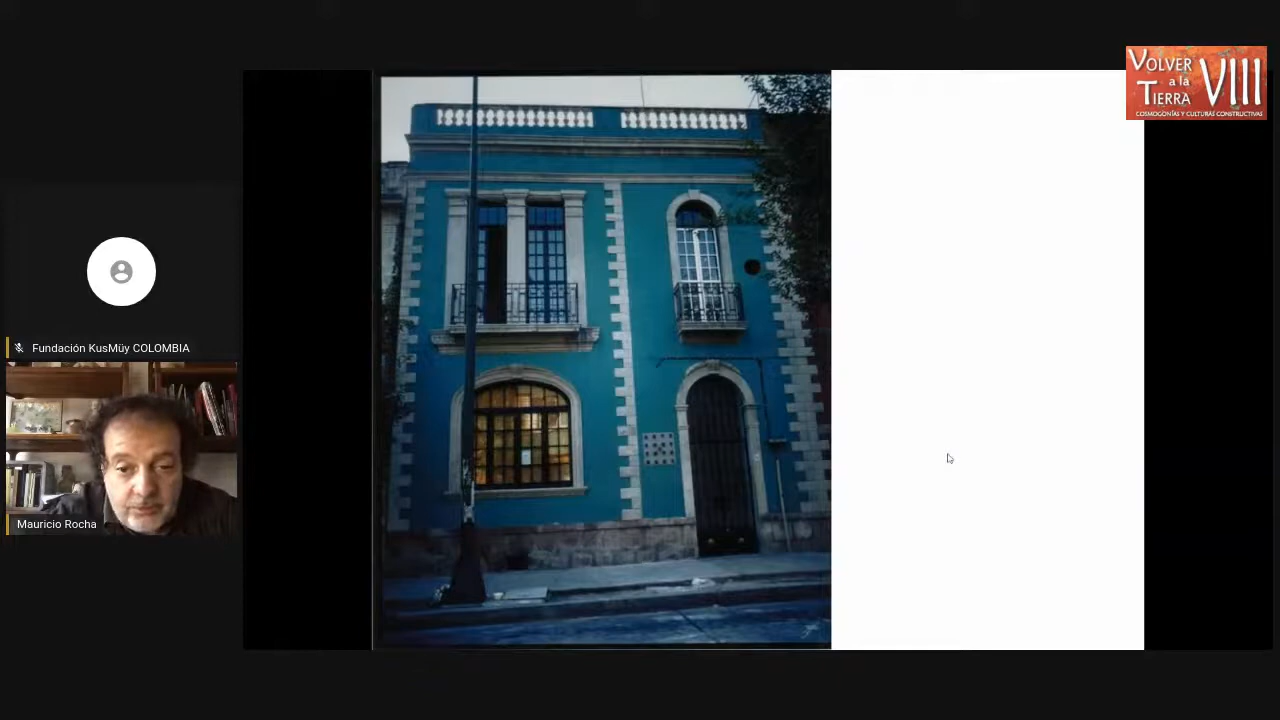 VOLVER
a la
TIERRA
VIII
COSMOGONÍAS Y CULTURAS CONSTRUCTIVAS
Fundación KusMüy COLOMBIA
Mauricio Rocha